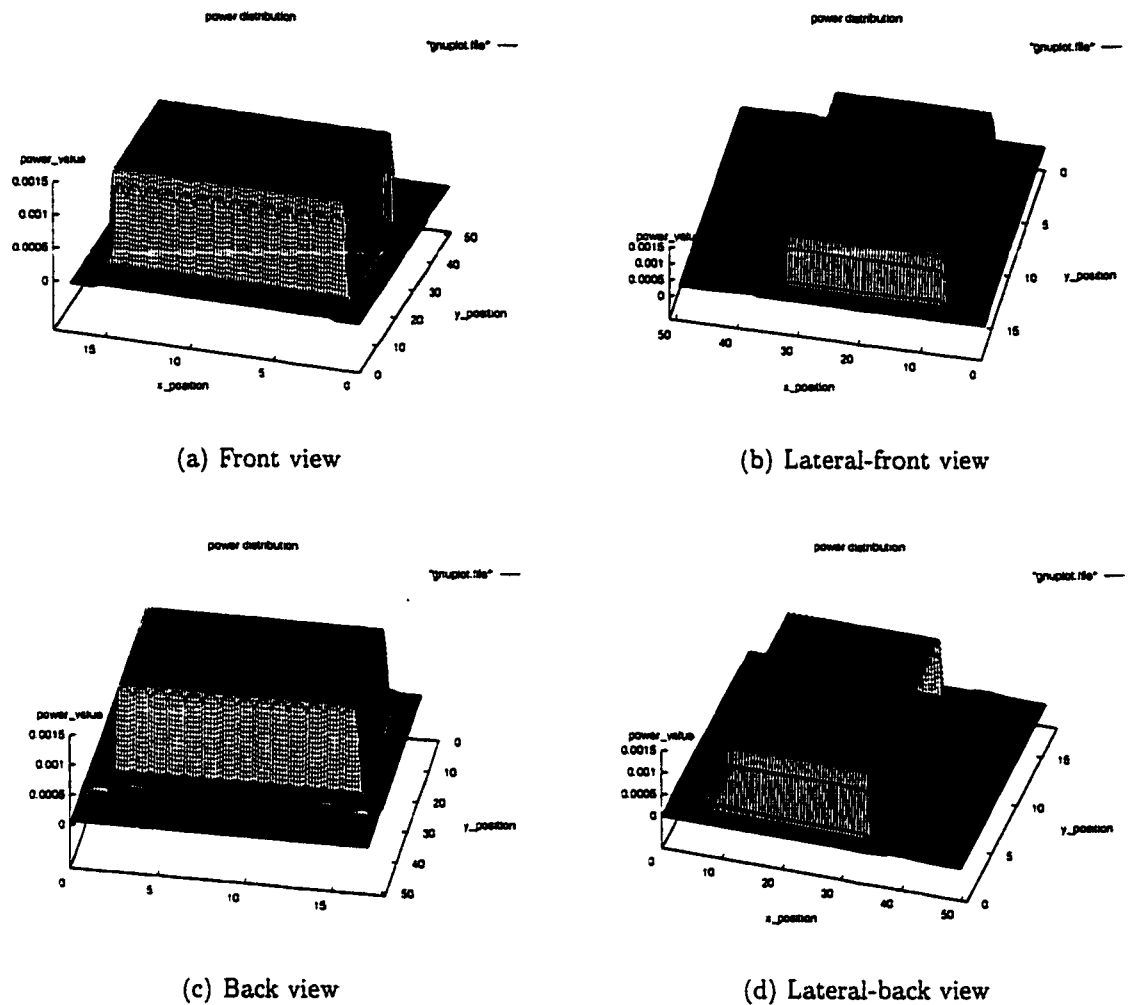 power distribution
"gnuplot.file"
power_value
0.0015
0.001
0.0005
0
15
10
5
0
x_position
0
10
20
30
40
50
y_position
(a) Front view
power distribution
"gnuplot.file"
power_value
0.0015
0.001
0.0005
0
50
40
30
20
10
0
x_position
0
5
10
15
y_position
(b) Lateral-front view
power distribution
"gnuplot.file"
power_value
0.0015
0.001
0.0005
0
0
5
10
15
0
10
20
30
40
50
y_position
(c) Back view
power distribution
"gnuplot.file"
power_value
0.0015
0.001
0.0005
0
0
10
20
30
40
50
x_position
0
5
10
15
y_position
(d) Lateral-back view